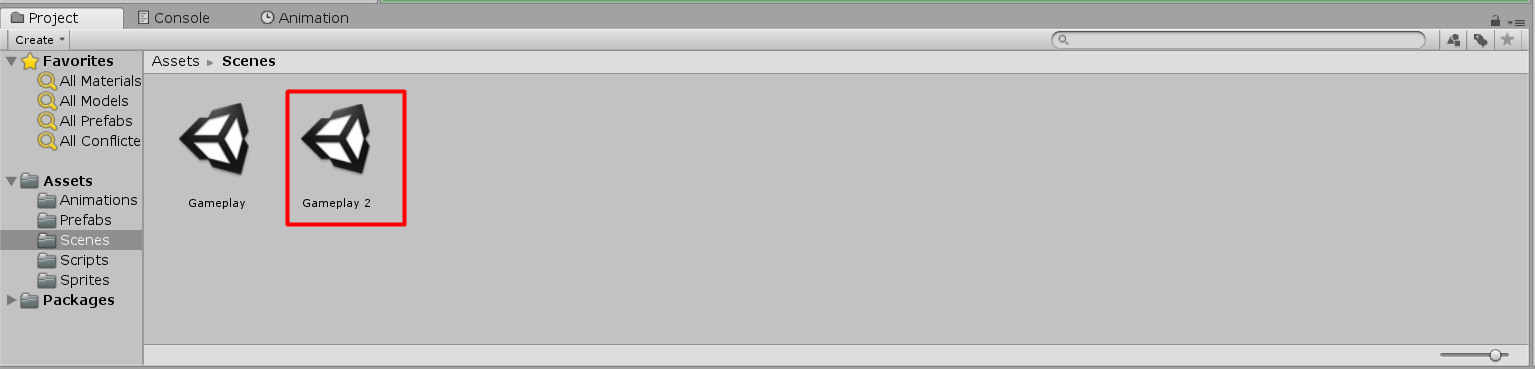 Project
Console
Animation
Create
Favorites
All Materials
All Models
All Prefabs
All Conflicte
Assets
Animations
Prefabs
Scenes
Scripts
Sprites
Packages
Assets ▸ Scenes
Gameplay
Gameplay 2